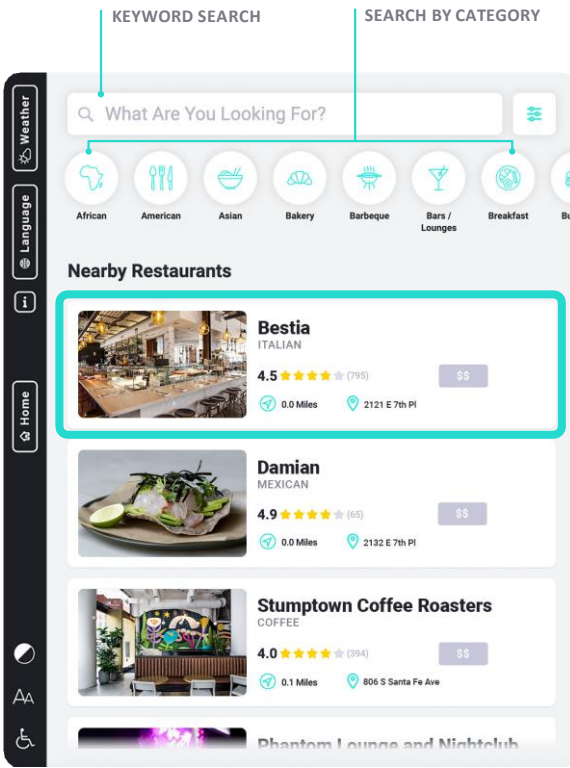 KEYWORD SEARCH
SEARCH BY CATEGORY
Weather
What Are You Looking For?
Language
African
American
Asian
Bakery
Barbeque
Bars /
Lounges
Breakfast
Bu
i
Nearby Restaurants
Home
Bestia
ITALIAN
4.5 (795)
$$
0.0 Miles
2121 E 7th Pl
Damian
MEXICAN
4.9 (65)
$$
0.0 Miles
2132 E 7th Pl
Stumptown Coffee Roasters
COFFEE
4.0 (394)
$$
0.1 Miles
806 S Santa Fe Ave
AA
Phantom Lounge and Nightclub